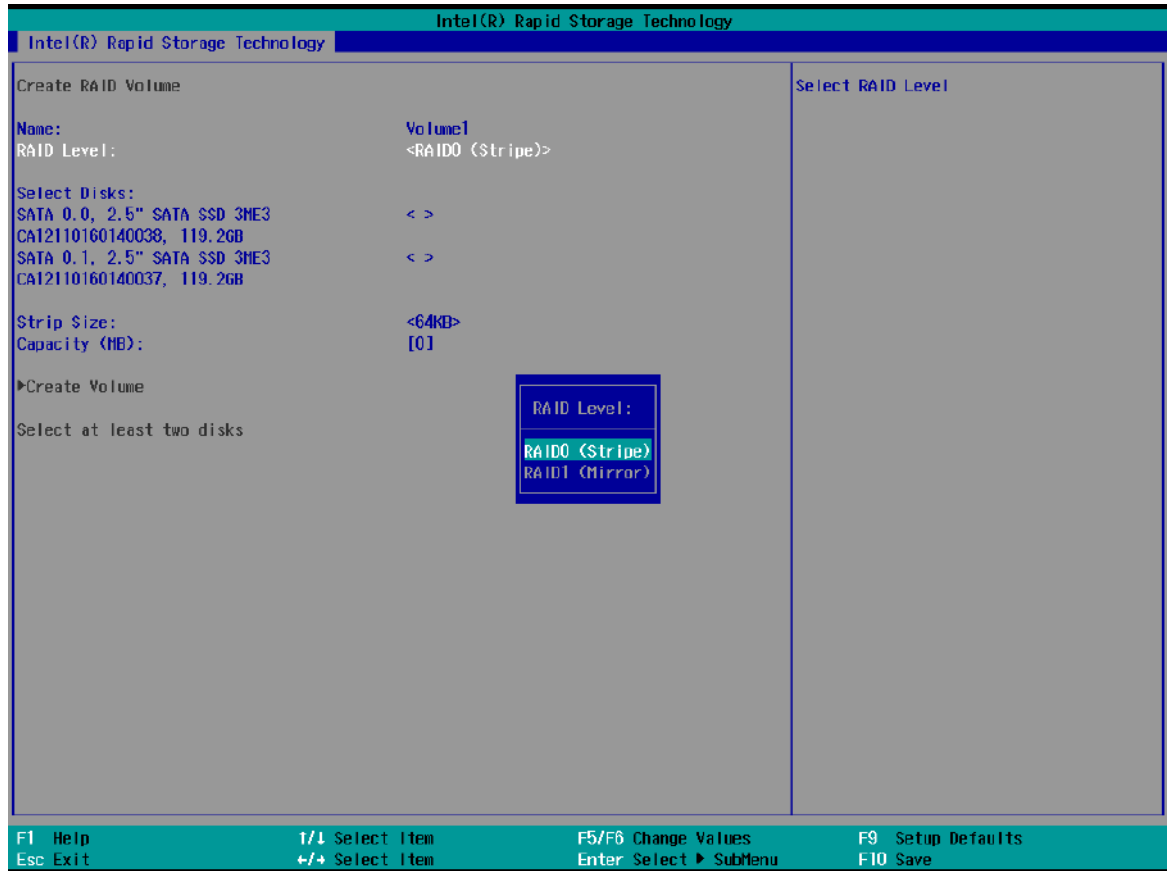 Intel(R) Rapid Storage Technology
Intel(R) Rapid Storage Technology
Create RAID Volume
Select RAID Level
Name: Volume1
RAID Level: <RAID0 (Stripe)>
Select Disks:
SATA 0.0, 2.5" SATA SSD 3ME3 < >
CA12110160140038, 119.2GB
SATA 0.1, 2.5" SATA SSD 3ME3 < >
CA12110160140037, 119.2GB
Strip Size: <64KB>
Capacity (MB): [0]
▶Create Volume
Select at least two disks
RAID Level:
RAID0 (Stripe)
RAID1 (Mirror)
F1 Help ↑/↓ Select Item F5/F6 Change Values F9 Setup Defaults
Esc Exit ←/→ Select Item Enter Select ▶ SubMenu F10 Save